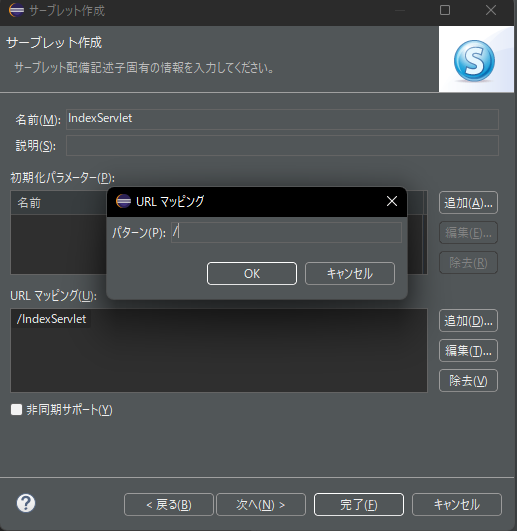 サーブレット作成
サーブレット作成
サーブレット配備記述子固有の情報を入力してください。
S
名前(M): IndexServlet
説明(S):
初期化パラメーター(P):
名前
追加(A)...
編集(E)...
除去(R)
URL マッピング
パターン(P): /
OK キャンセル
URL マッピング(U):
/IndexServlet
追加(D)...
編集(T)...
除去(V)
非同期サポート(Y)
? < 戻る(B) 次へ(N) > 完了(F) キャンセル